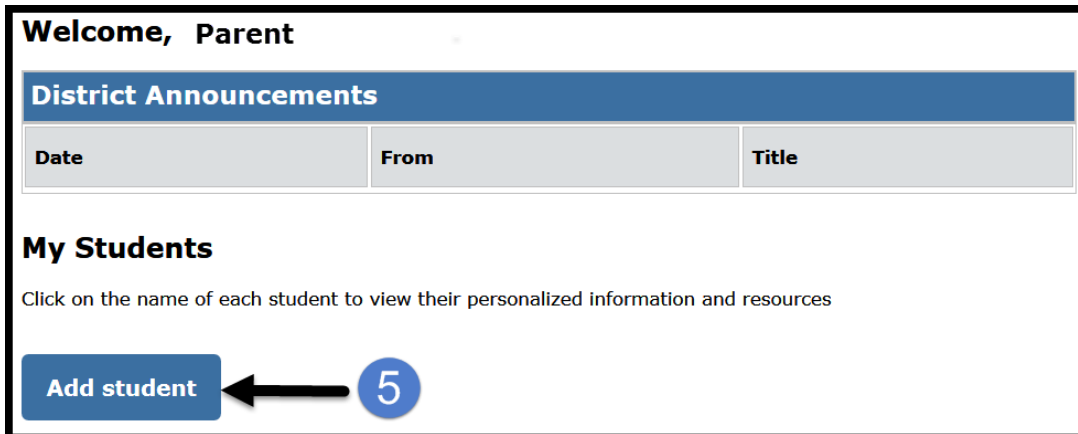 Welcome, Parent
District Announcements
Date From Title
My Students
Click on the name of each student to view their personalized information and resources
Add student 5